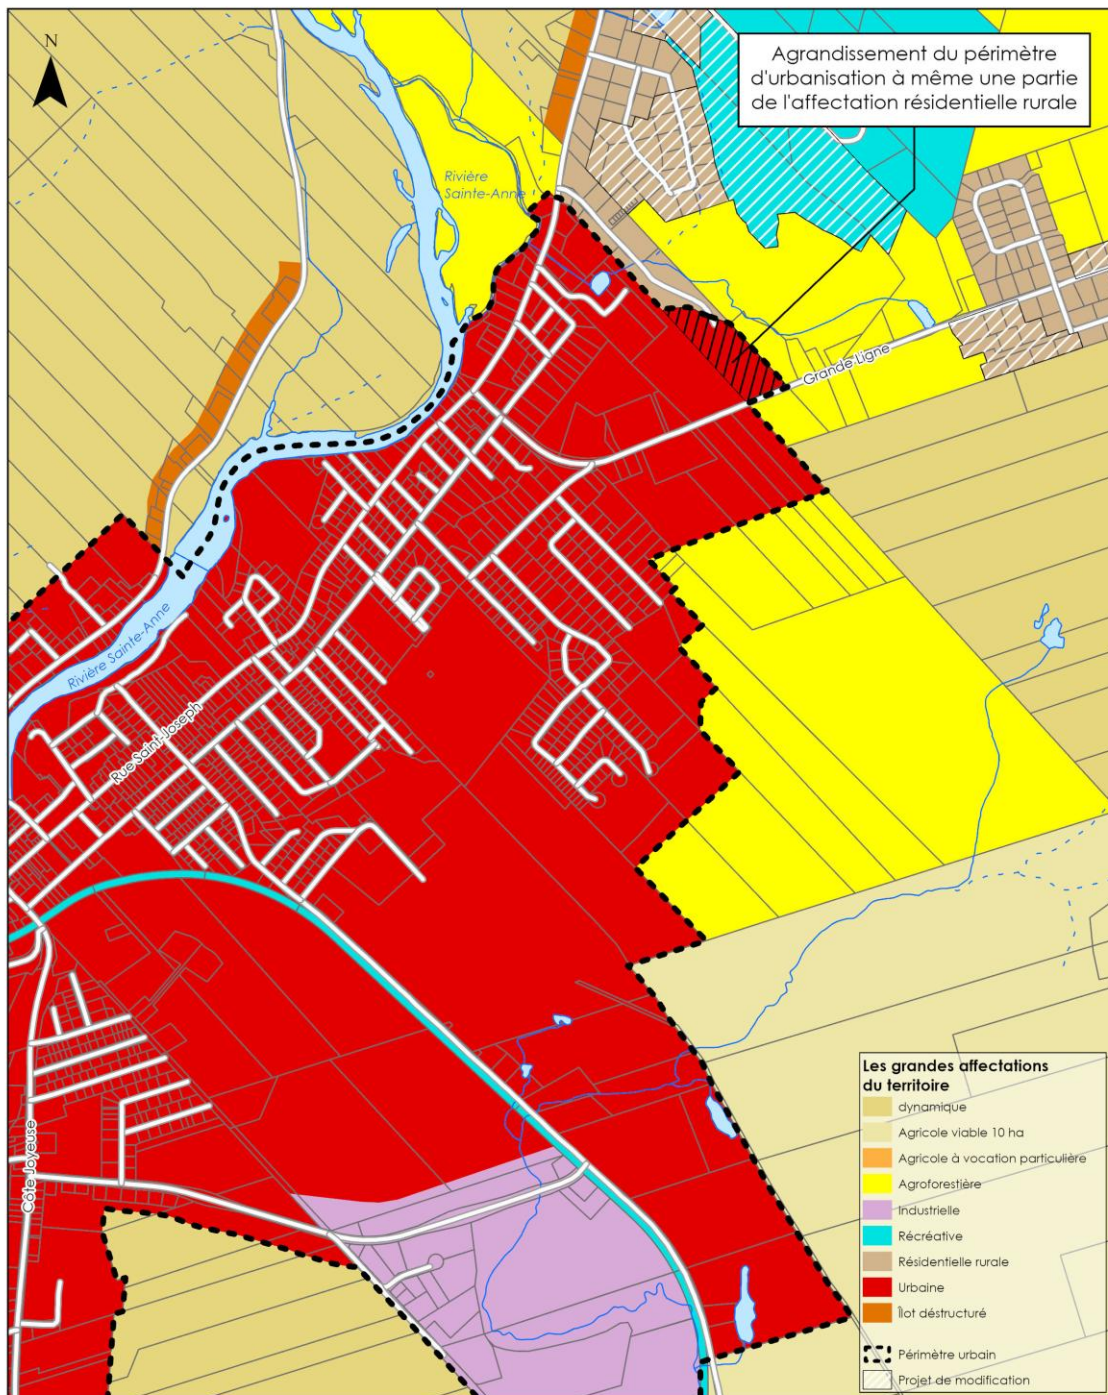 N
Agrandissement du périmètre
d'urbanisation à même une partie
de l'affectation résidentielle rurale
Rivière
Sainte-Anne
Grande Ligne
Rivière Sainte-Anne
Rue Saint-Joseph
Côte Joyeuse
Les grandes affectations
du territoire
dynamique
Agricole viable 10 ha
Agricole à vocation particulière
Agroforestière
Industrielle
Récréative
Résidentielle rurale
Urbaine
Îlot déstructuré
Périmètre urbain
Projet de modification